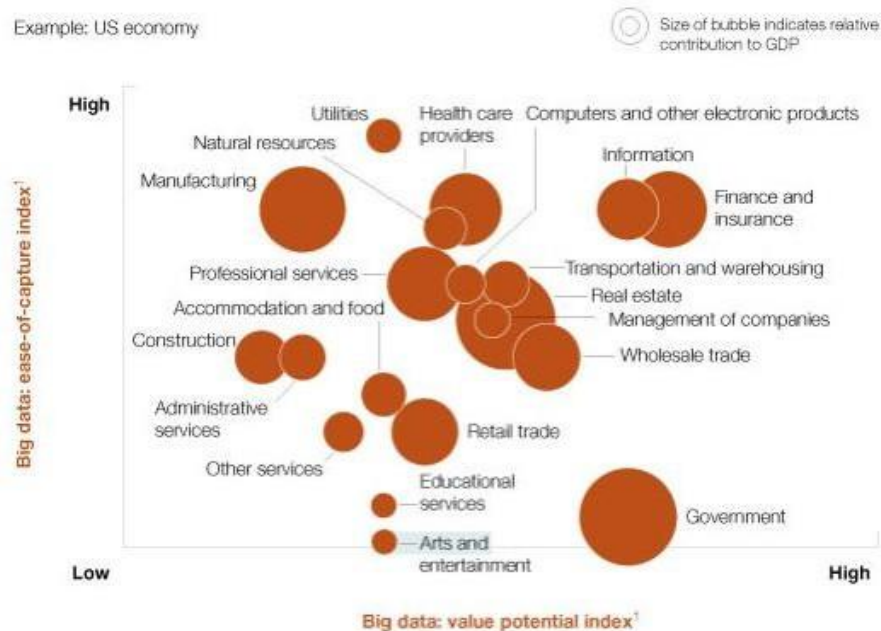 Example: US economy
Size of bubble indicates relative
contribution to GDP
High
Utilities
Health care
providers
Computers and other electronic products
Natural resources
Information
Manufacturing
Finance and
insurance
Professional services
Transportation and warehousing
Real estate
Accommodation and food
Management of companies
Construction
Wholesale trade
Administrative
services
Retail trade
Other services
Educational
services
Government
Arts and
entertainment
Low
High
Big data: ease-of-capture index¹
Big data: value potential index¹